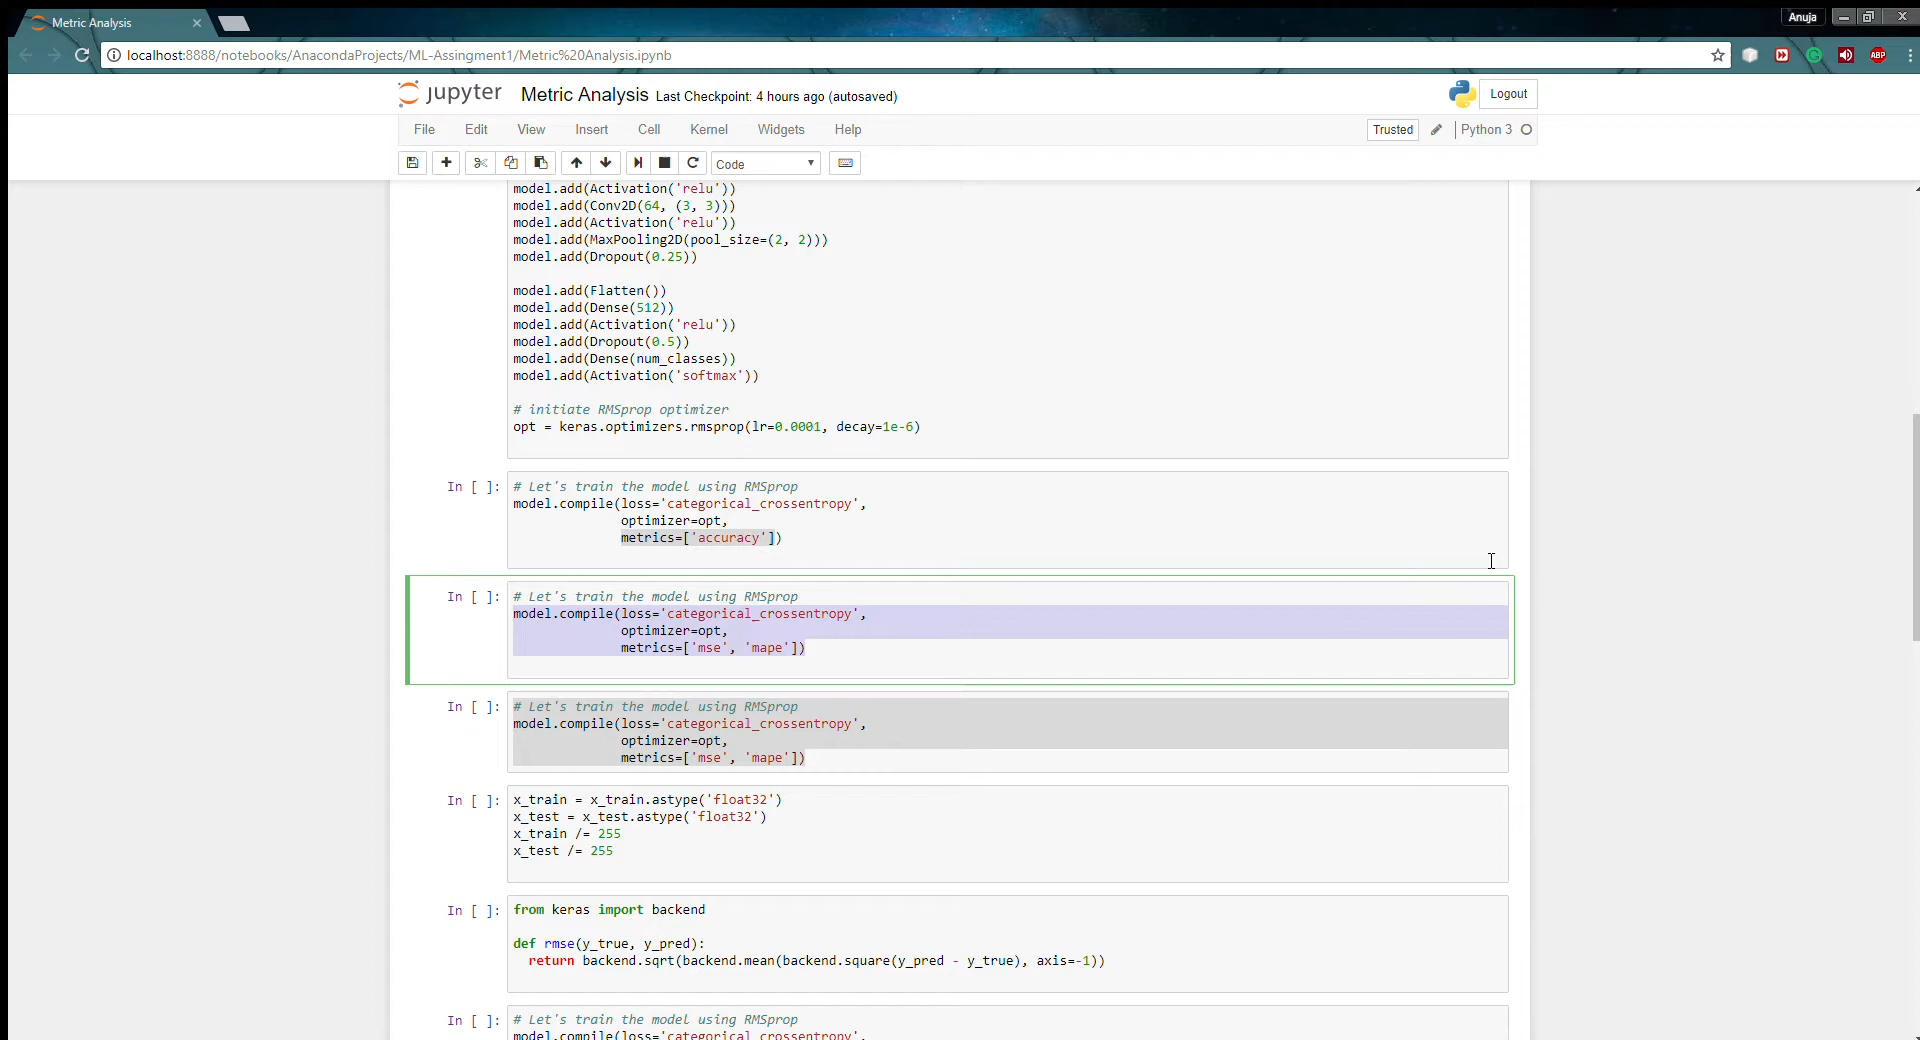 Metric Analysis
Anuja
localhost:8888/notebooks/AnacondaProjects/ML-Assingment1/Metric%20Analysis.ipynb
ABP
jupyter Metric Analysis Last Checkpoint: 4 hours ago (autosaved)
Logout
File Edit View Insert Cell Kernel Widgets Help
Trusted Python 3
Code
model.add(Activation('relu'))
model.add(Conv2D(64, (3, 3)))
model.add(Activation('relu'))
model.add(MaxPooling2D(pool_size=(2, 2)))
model.add(Dropout(0.25))
model.add(Flatten())
model.add(Dense(512))
model.add(Activation('relu'))
model.add(Dropout(0.5))
model.add(Dense(num_classes))
model.add(Activation('softmax'))
# initiate RMSprop optimizer
opt = keras.optimizers.rmsprop(lr=0.0001, decay=1e-6)
In [ ]: # Let's train the model using RMSprop
model.compile(loss='categorical_crossentropy',
optimizer=opt,
metrics=['accuracy'])
In [ ]: # Let's train the model using RMSprop
model.compile(loss='categorical_crossentropy',
optimizer=opt,
metrics=['mse', 'mape'])
In [ ]: # Let's train the model using RMSprop
model.compile(loss='categorical_crossentropy',
optimizer=opt,
metrics=['mse', 'mape'])
In [ ]: x_train = x_train.astype('float32')
x_test = x_test.astype('float32')
x_train /= 255
x_test /= 255
In [ ]: from keras import backend
def rmse(y_true, y_pred):
return backend.sqrt(backend.mean(backend.square(y_pred - y_true), axis=-1))
In [ ]: # Let's train the model using RMSprop
model.compile(loss='categorical_crossentropy',